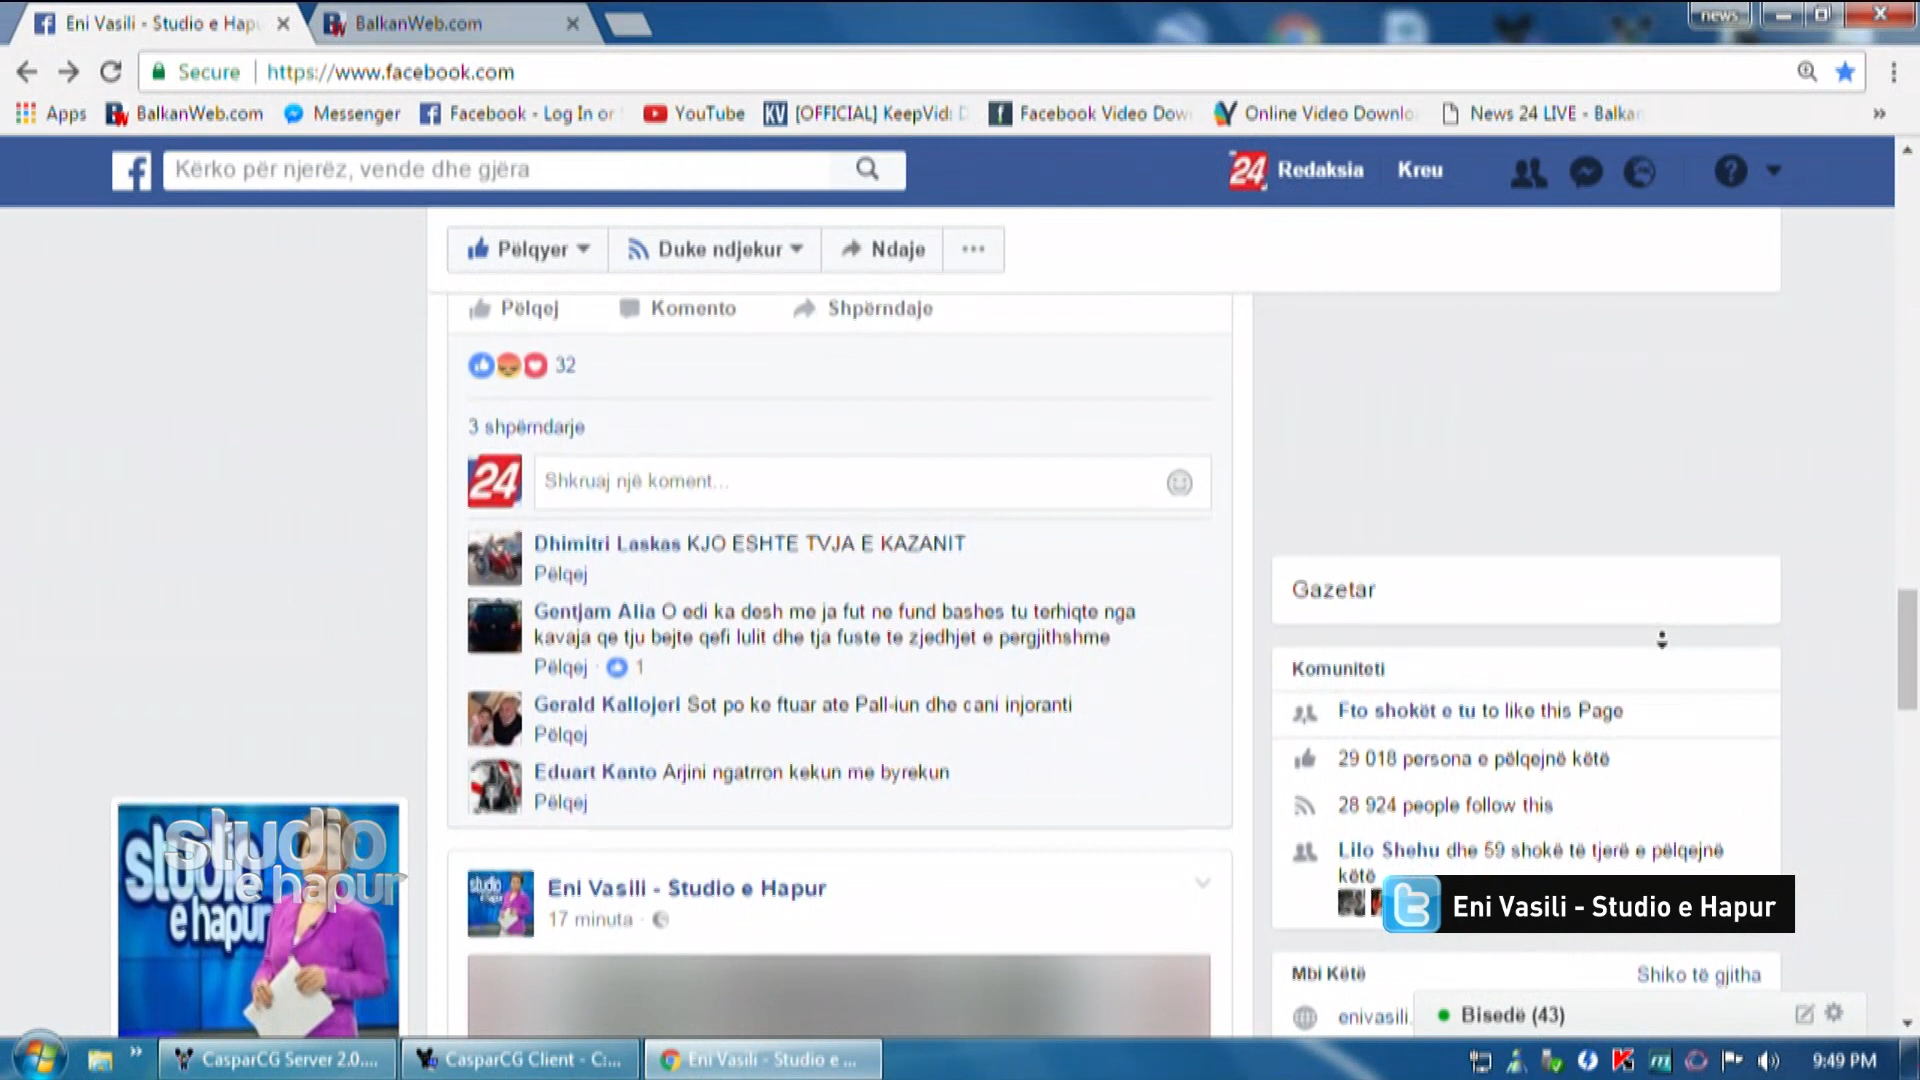 Eni Vasili - Studio e Hapu
BalkanWeb.com
news
Secure
https://www.facebook.com
Apps
BalkanWeb.com
Messenger
Facebook - Log In or
YouTube
KV [OFFICIAL] KeepVid:
Facebook Video Dow
Online Video Downlo
News 24 LIVE - Balkan
Kërko për njerëz, vende dhe gjëra
24 Redaksia
Kreu
Pëlqyer
Duke ndjekur
Ndaje
Pëlqej
Komento
Shpërndaje
32
3 shpërndarje
24
Shkruaj një koment...
Dhimitri Laskas KJO ESHTE TVJA E KAZANIT
Pëlqej
Gentjam Alia O edi ka desh me ja fut ne fund bashes tu terhiqte nga
kavaja qe tju bejte qefi lulit dhe tja fuste te zjedhjet e pergjithshme
Pëlqej · 1
Gerald Kallojeri Sot po ke ftuar ate Pall-iun dhe cani injoranti
Pëlqej
Eduart Kanto Arjini ngatrron kekun me byrekun
Pëlqej
Gazetar
Komuniteti
Fto shokët e tu to like this Page
29 018 persona e pëlqejnë këtë
28 924 people follow this
Lilo Shehu dhe 59 shokë të tjerë e pëlqejnë
këtë
Eni Vasili - Studio e Hapur
studio
e hapur
studio
e hapur
Eni Vasili - Studio e Hapur
17 minuta
Mbi Këtë
Shiko të gjitha
enivasili.
Bisedë (43)
CasparCG Server 2.0....
CasparCG Client - C:...
Eni Vasili - Studio e ...
9:49 PM